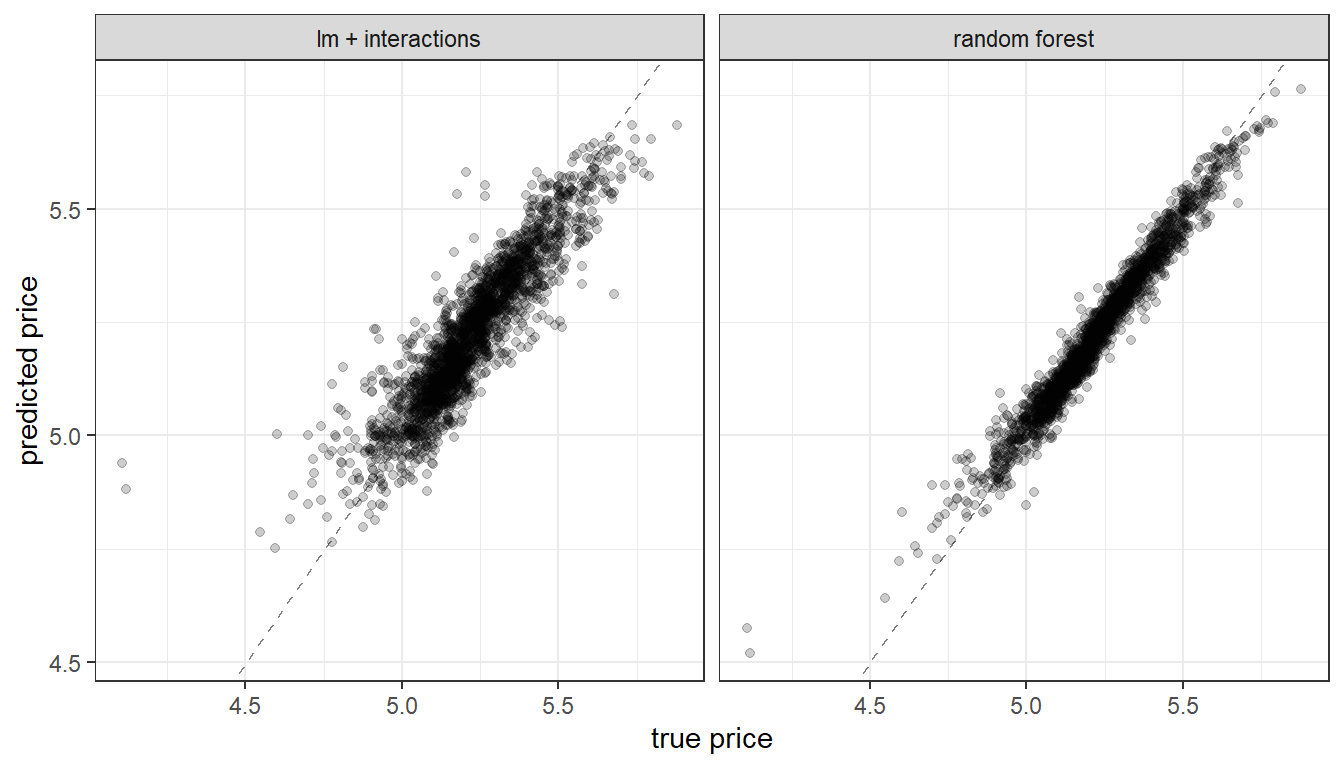 lm + interactions
random forest
predicted price
5.5
5.0
4.5
4.5 5.0 5.5
4.5 5.0 5.5
true price